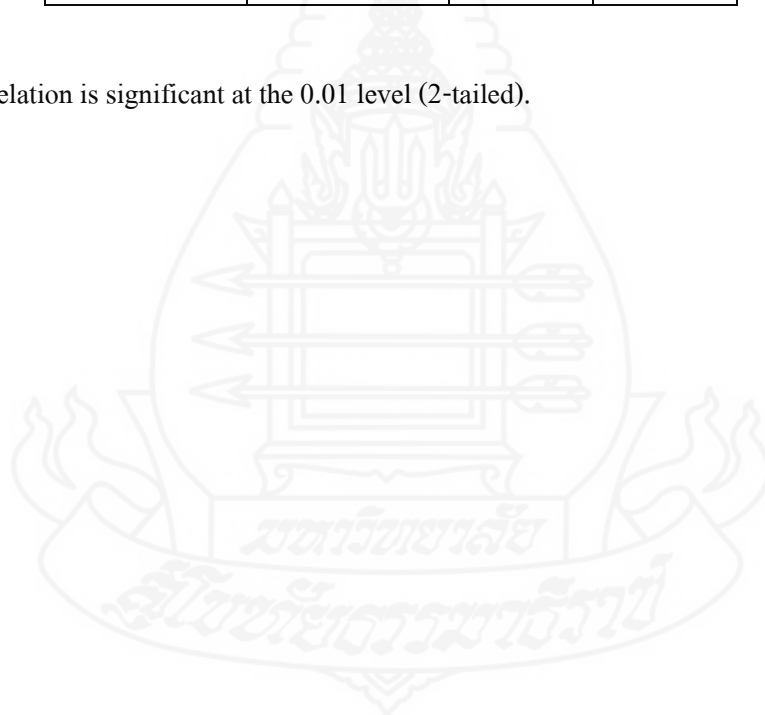 elation is significant at the 0.01 level (2-tailed).
มหาวิทยาลัย
สุโขทัยธรรมาธิราช